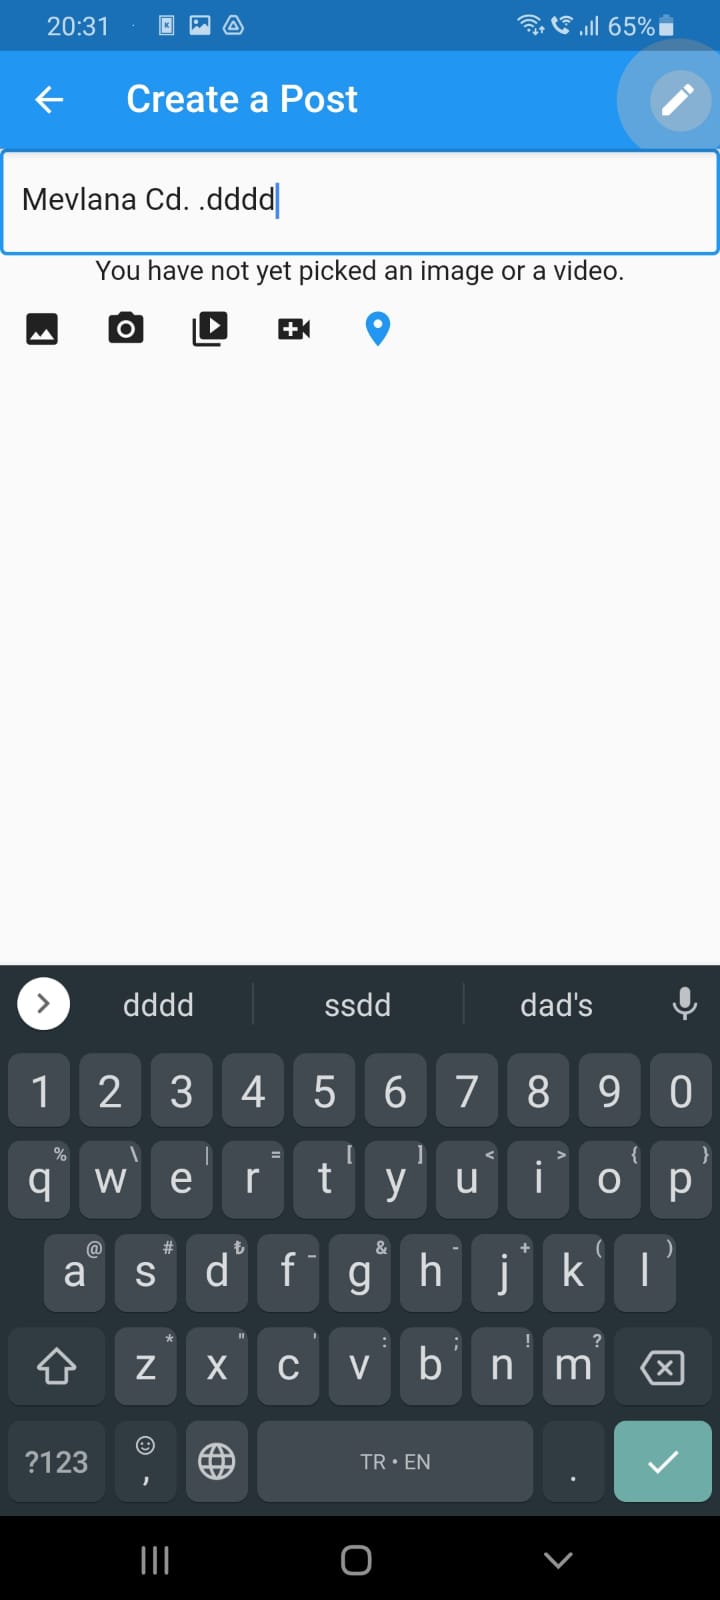 20:31 65%
Create a Post
Mevlana Cd. .dddd
You have not yet picked an image or a video.
dddd ssdd dad's
1 2 3 4 5 6 7 8 9 0
% \ | = [ ] < > { }
q w e r t y u i o p
@ # ₺ _ & - + ( )
a s d f g h j k l
* " ' : ; ! ?
z x c v b n m
?123 , TR • EN .